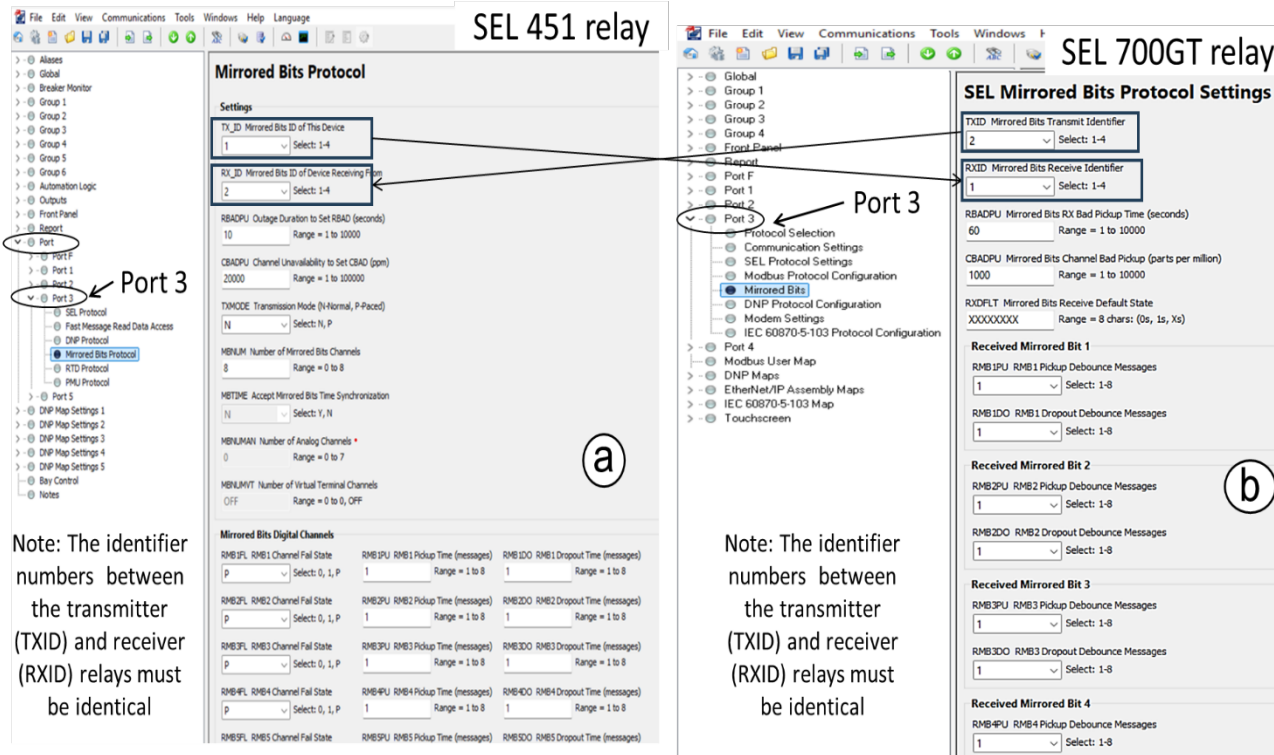 File Edit View Communications Tools Windows Help Language
SEL 451 relay
Aliases
Global
Breaker Monitor
Group 1
Group 2
Group 3
Group 4
Group 5
Group 6
Automation Logic
Outputs
Front Panel
Report
Port
Port F
Port 1
Port 2
Port 3
SEL Protocol
Fast Message Read Data Access
DNP Protocol
Mirrored Bits Protocol
RTD Protocol
PMU Protocol
Port 5
DNP Map Settings 1
DNP Map Settings 2
DNP Map Settings 3
DNP Map Settings 4
DNP Map Settings 5
Bay Control
Notes
Port 3
Note: The identifier
numbers between
the transmitter
(TXID) and receiver
(RXID) relays must
be identical
Mirrored Bits Protocol
Settings
TX_ID Mirrored Bits ID of This Device
1 Select: 1-4
RX_ID Mirrored Bits ID of Device Receiving From
2 Select: 1-4
RBADPU Outage Duration to Set RBAD (seconds)
10 Range = 1 to 10000
CBADPU Channel Unavailability to Set CBAD (ppm)
20000 Range = 1 to 100000
TXMODE Transmission Mode (N-Normal, P-Paced)
N Select: N, P
MBNUM Number of Mirrored Bits Channels
8 Range = 0 to 8
MBTIME Accept Mirrored Bits Time Synchronization
N Select: Y, N
MBNUMAN Number of Analog Channels •
0 Range = 0 to 7
MBNUMVT Number of Virtual Terminal Channels
OFF Range = 0 to 0, OFF
a
Mirrored Bits Digital Channels
RMB1FL RMB1 Channel Fail State RMB1PU RMB1 Pickup Time (messages) RMB1DO RMB1 Dropout Time (messages)
P Select: 0, 1, P 1 Range = 1 to 8 1 Range = 1 to 8
RMB2FL RMB2 Channel Fail State RMB2PU RMB2 Pickup Time (messages) RMB2DO RMB2 Dropout Time (messages)
P Select: 0, 1, P 1 Range = 1 to 8 1 Range = 1 to 8
RMB3FL RMB3 Channel Fail State RMB3PU RMB3 Pickup Time (messages) RMB3DO RMB3 Dropout Time (messages)
P Select: 0, 1, P 1 Range = 1 to 8 1 Range = 1 to 8
RMB4FL RMB4 Channel Fail State RMB4PU RMB4 Pickup Time (messages) RMB4DO RMB4 Dropout Time (messages)
P Select: 0, 1, P 1 Range = 1 to 8 1 Range = 1 to 8
RMB5FL RMB5 Channel Fail State RMB5PU RMB5 Pickup Time (messages) RMB5DO RMB5 Dropout Time (messages)
File Edit View Communications Tools Windows
SEL 700GT relay
Global
Group 1
Group 2
Group 3
Group 4
Front Panel
Report
Port F
Port 1
Port 2
Port 3
Protocol Selection
Communication Settings
SEL Protocol Settings
Modbus Protocol Configuration
Mirrored Bits
DNP Protocol Configuration
Modem Settings
IEC 60870-5-103 Protocol Configuration
Port 4
Modbus User Map
DNP Maps
EtherNet/IP Assembly Maps
IEC 60870-5-103 Map
Touchscreen
Port 3
Note: The identifier
numbers between
the transmitter
(TXID) and receiver
(RXID) relays must
be identical
SEL Mirrored Bits Protocol Settings
TXID Mirrored Bits Transmit Identifier
2 Select: 1-4
RXID Mirrored Bits Receive Identifier
1 Select: 1-4
RBADPU Mirrored Bits RX Bad Pickup Time (seconds)
60 Range = 1 to 10000
CBADPU Mirrored Bits Channel Bad Pickup (parts per million)
1000 Range = 1 to 10000
RXDFLT Mirrored Bits Receive Default State
XXXXXXXX Range = 8 chars: (0s, 1s, Xs)
Received Mirrored Bit 1
RMB1PU RMB1 Pickup Debounce Messages
1 Select: 1-8
RMB1DO RMB1 Dropout Debounce Messages
1 Select: 1-8
Received Mirrored Bit 2
RMB2PU RMB2 Pickup Debounce Messages
1 Select: 1-8
RMB2DO RMB2 Dropout Debounce Messages
1 Select: 1-8
b
Received Mirrored Bit 3
RMB3PU RMB3 Pickup Debounce Messages
1 Select: 1-8
RMB3DO RMB3 Dropout Debounce Messages
1 Select: 1-8
Received Mirrored Bit 4
RMB4PU RMB4 Pickup Debounce Messages
1 Select: 1-8